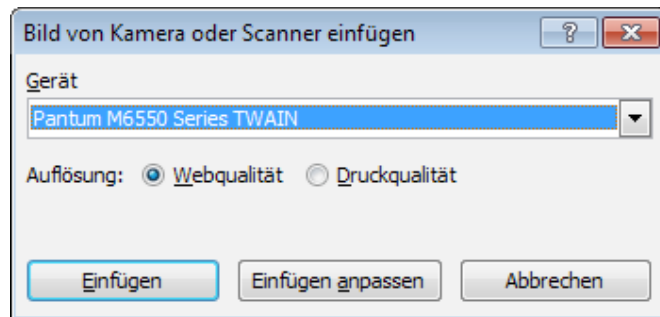 Bild von Kamera oder Scanner einfügen
Gerät
Pantum M6550 Series TWAIN
Auflösung: Webqualität Druckqualität
Einfügen Einfügen anpassen Abbrechen